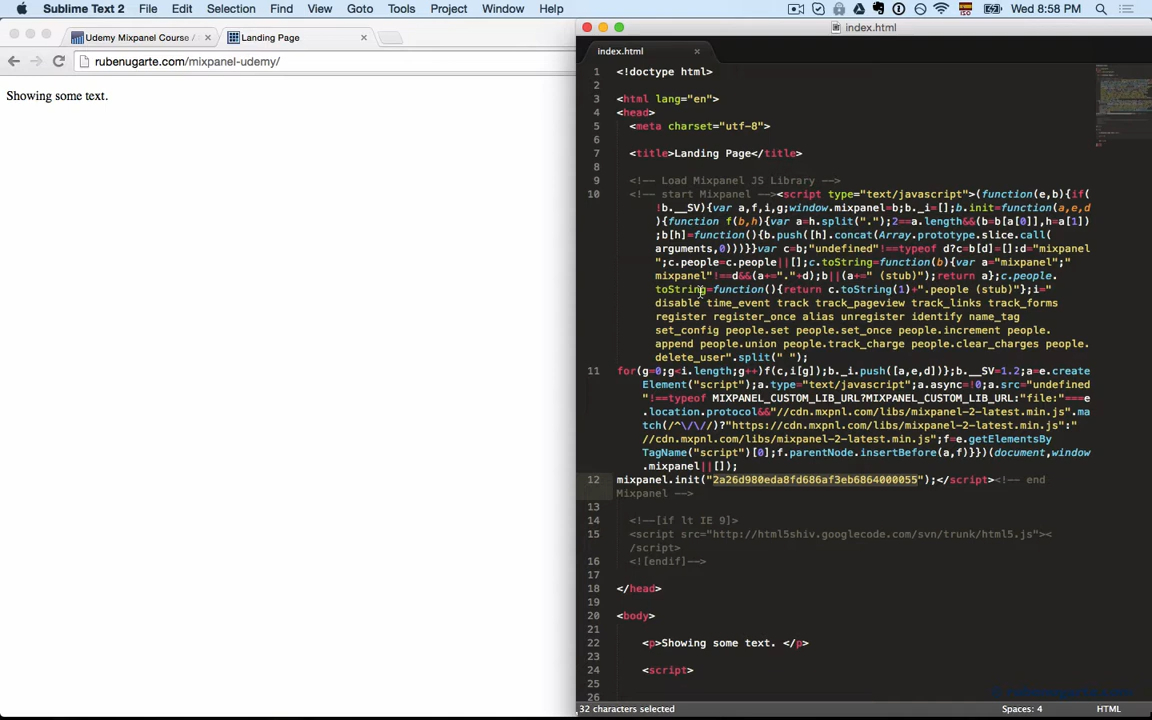 Sublime Text 2 File Edit Selection Find View Goto Tools Project Window Help Wed 8:58 PM
Udemy Mixpanel Course / Landing Page
rubenugarte.com/mixpanel-udemy/
Showing some text.
index.html
index.html
1 <!doctype html>
2
3 <html lang="en">
4 <head>
5 <meta charset="utf-8">
6
7 <title>Landing Page</title>
8
9 <!-- Load Mixpanel JS Library -->
10 <!-- start Mixpanel --><script type="text/javascript">(function(e,b){if(
!b.__SV){var a,f,i,g;window.mixpanel=b;b._i=[];b.init=function(a,e,d
){function f(b,h){var a=h.split(".");2==a.length&&(b=b[a[0]],h=a[1])
;b[h]=function(){b.push([h].concat(Array.prototype.slice.call(
arguments,0)))}}var c=b;"undefined"!==typeof d?c=b[d]=[]:d="mixpanel
";c.people=c.people||[];c.toString=function(b){var a="mixpanel";"
mixpanel"!==d&&(a+="."+d);b||(a+=" (stub)");return a};c.people.
toString=function(){return c.toString(1)+".people (stub)"};i="
disable time_event track track_pageview track_links track_forms
register register_once alias unregister identify name_tag
set_config people.set people.set_once people.increment people.
append people.union people.track_charge people.clear_charges people.
delete_user".split(" ");
11 for(g=0;g<i.length;g++)f(c,i[g]);b._i.push([a,e,d])};b.__SV=1.2;a=e.create
Element("script");a.type="text/javascript";a.async=!0;a.src="undefined
"!==typeof MIXPANEL_CUSTOM_LIB_URL?MIXPANEL_CUSTOM_LIB_URL:"file:"===e
.location.protocol&&"//cdn.mxpnl.com/libs/mixpanel-2-latest.min.js".ma
tch(/^\/\//)?"https://cdn.mxpnl.com/libs/mixpanel-2-latest.min.js":"
//cdn.mxpnl.com/libs/mixpanel-2-latest.min.js";f=e.getElementsBy
TagName("script")[0];f.parentNode.insertBefore(a,f)}})(document,window
.mixpanel||[]);
12 mixpanel.init("2a26d980eda8fd686af3eb6864000055");</script><!-- end
Mixpanel -->
13
14 <!--[if lt IE 9]>
15 <script src="http://html5shiv.googlecode.com/svn/trunk/html5.js"><
/script>
16 <![endif]-->
17
18 </head>
19
20 <body>
21
22 <p>Showing some text. </p>
23
24 <script>
25
26
32 characters selected Spaces: 4 HTML